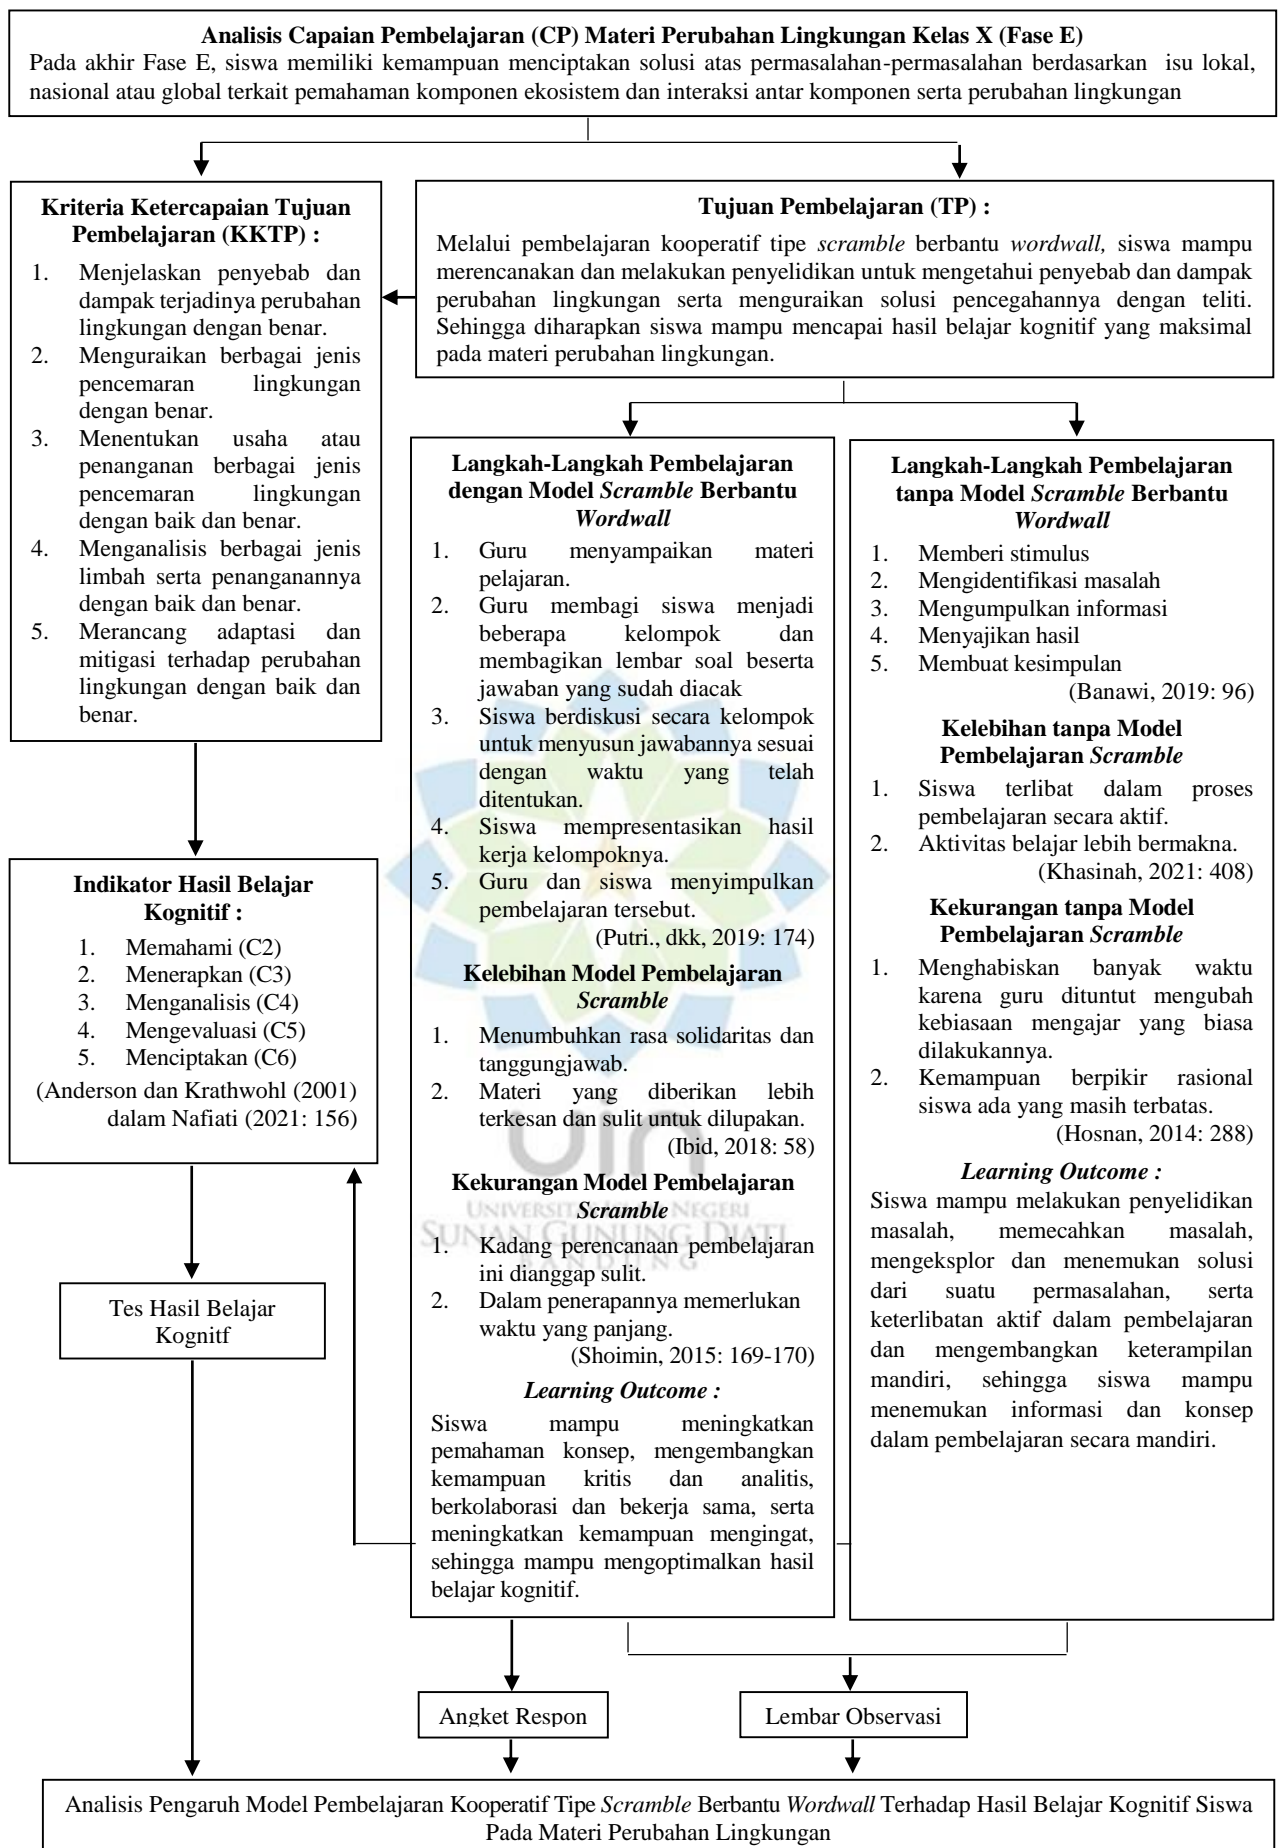 Analisis Capaian Pembelajaran (CP) Materi Perubahan Lingkungan Kelas X (Fase E)
Pada akhir Fase E, siswa memiliki kemampuan menciptakan solusi atas permasalahan-permasalahan berdasarkan isu lokal,
nasional atau global terkait pemahaman komponen ekosistem dan interaksi antar komponen serta perubahan lingkungan
Kriteria Ketercapaian Tujuan
Pembelajaran (KKTP) :
1. Menjelaskan penyebab dan
dampak terjadinya perubahan
lingkungan dengan benar.
2. Menguraikan berbagai jenis
pencemaran lingkungan
dengan benar.
3. Menentukan usaha atau
penanganan berbagai jenis
pencemaran lingkungan
dengan baik dan benar.
4. Menganalisis berbagai jenis
limbah serta penanganannya
dengan baik dan benar.
5. Merancang adaptasi dan
mitigasi terhadap perubahan
lingkungan dengan baik dan
benar.
Tujuan Pembelajaran (TP) :
Melalui pembelajaran kooperatif tipe scramble berbantu wordwall, siswa mampu
merencanakan dan melakukan penyelidikan untuk mengetahui penyebab dan dampak
perubahan lingkungan serta menguraikan solusi pencegahannya dengan teliti.
Sehingga diharapkan siswa mampu mencapai hasil belajar kognitif yang maksimal
pada materi perubahan lingkungan.
Indikator Hasil Belajar
Kognitif :
1. Memahami (C2)
2. Menerapkan (C3)
3. Menganalisis (C4)
4. Mengevaluasi (C5)
5. Menciptakan (C6)
(Anderson dan Krathwohl (2001)
dalam Nafiati (2021: 156)
Tes Hasil Belajar
Kognitf
Langkah-Langkah Pembelajaran
dengan Model Scramble Berbantu
Wordwall
1. Guru menyampaikan materi
pelajaran.
2. Guru membagi siswa menjadi
beberapa kelompok dan
membagikan lembar soal beserta
jawaban yang sudah diacak
3. Siswa berdiskusi secara kelompok
untuk menyusun jawabannya sesuai
dengan waktu yang telah
ditentukan.
4. Siswa mempresentasikan hasil
kerja kelompoknya.
5. Guru dan siswa menyimpulkan
pembelajaran tersebut.
(Putri., dkk, 2019: 174)
Kelebihan Model Pembelajaran
Scramble
1. Menumbuhkan rasa solidaritas dan
tanggungjawab.
2. Materi yang diberikan lebih
terkesan dan sulit untuk dilupakan.
(Ibid, 2018: 58)
Kekurangan Model Pembelajaran
Scramble
1. Kadang perencanaan pembelajaran
ini dianggap sulit.
2. Dalam penerapannya memerlukan
waktu yang panjang.
(Shoimin, 2015: 169-170)
Learning Outcome :
Siswa mampu meningkatkan
pemahaman konsep, mengembangkan
kemampuan kritis dan analitis,
berkolaborasi dan bekerja sama, serta
meningkatkan kemampuan mengingat,
sehingga mampu mengoptimalkan hasil
belajar kognitif.
Langkah-Langkah Pembelajaran
tanpa Model Scramble Berbantu
Wordwall
1. Memberi stimulus
2. Mengidentifikasi masalah
3. Mengumpulkan informasi
4. Menyajikan hasil
5. Membuat kesimpulan
(Banawi, 2019: 96)
Kelebihan tanpa Model
Pembelajaran Scramble
1. Siswa terlibat dalam proses
pembelajaran secara aktif.
2. Aktivitas belajar lebih bermakna.
(Khasinah, 2021: 408)
Kekurangan tanpa Model
Pembelajaran Scramble
1. Menghabiskan banyak waktu
karena guru dituntut mengubah
kebiasaan mengajar yang biasa
dilakukannya.
2. Kemampuan berpikir rasional
siswa ada yang masih terbatas.
(Hosnan, 2014: 288)
Learning Outcome :
Siswa mampu melakukan penyelidikan
masalah, memecahkan masalah,
mengeksplor dan menemukan solusi
dari suatu permasalahan, serta
keterlibatan aktif dalam pembelajaran
dan mengembangkan keterampilan
mandiri, sehingga siswa mampu
menemukan informasi dan konsep
dalam pembelajaran secara mandiri.
uin
UNIVERSITAS ISLAM NEGERI
SUNAN GUNUNG DJATI
BANDUNG
Angket Respon
Lembar Observasi
Analisis Pengaruh Model Pembelajaran Kooperatif Tipe Scramble Berbantu Wordwall Terhadap Hasil Belajar Kognitif Siswa
Pada Materi Perubahan Lingkungan